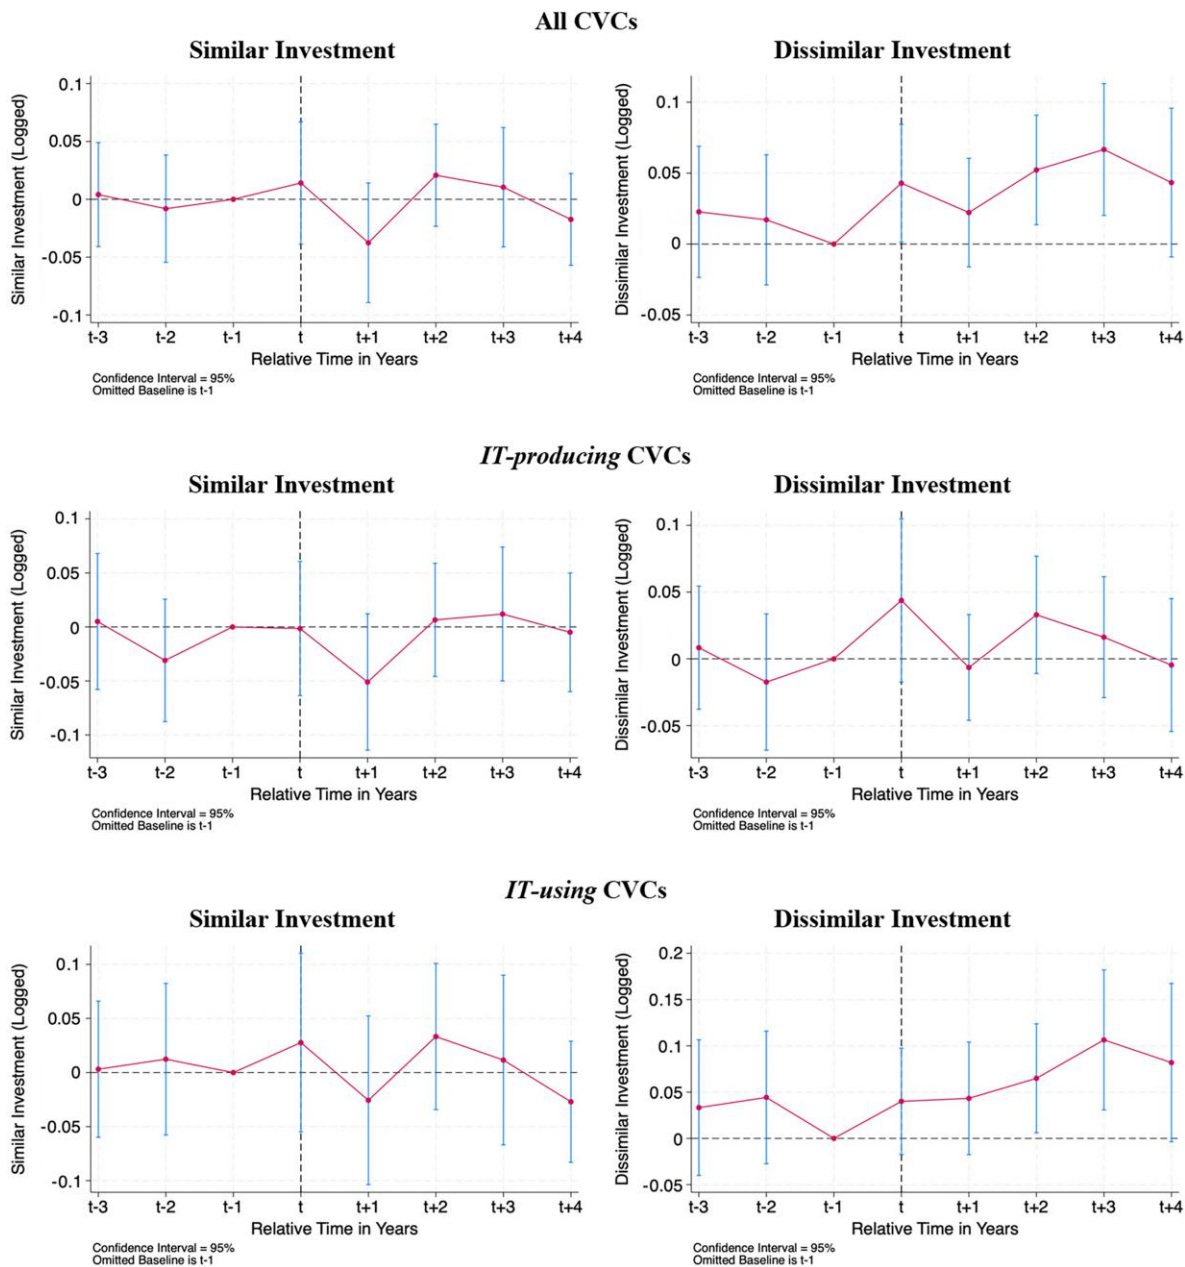 All CVCs
Similar Investment
Similar Investment (Logged)
0.1
0.05
0
-0.05
-0.1
t-3 t-2 t-1 t t+1 t+2 t+3 t+4
Relative Time in Years
Confidence Interval = 95%
Omitted Baseline is t-1
Dissimilar Investment
Dissimilar Investment (Logged)
0.1
0.05
0
-0.05
t-3 t-2 t-1 t t+1 t+2 t+3 t+4
Relative Time in Years
Confidence Interval = 95%
Omitted Baseline is t-1
IT-producing CVCs
Similar Investment
Similar Investment (Logged)
0.1
0.05
0
-0.05
-0.1
t-3 t-2 t-1 t t+1 t+2 t+3 t+4
Relative Time in Years
Confidence Interval = 95%
Omitted Baseline is t-1
Dissimilar Investment
Dissimilar Investment (Logged)
0.1
0.05
0
-0.05
t-3 t-2 t-1 t t+1 t+2 t+3 t+4
Relative Time in Years
Confidence Interval = 95%
Omitted Baseline is t-1
IT-using CVCs
Similar Investment
Similar Investment (Logged)
0.1
0.05
0
-0.05
-0.1
t-3 t-2 t-1 t t+1 t+2 t+3 t+4
Relative Time in Years
Confidence Interval = 95%
Omitted Baseline is t-1
Dissimilar Investment
Dissimilar Investment (Logged)
0.2
0.15
0.1
0.05
0
-0.05
t-3 t-2 t-1 t t+1 t+2 t+3 t+4
Relative Time in Years
Confidence Interval = 95%
Omitted Baseline is t-1